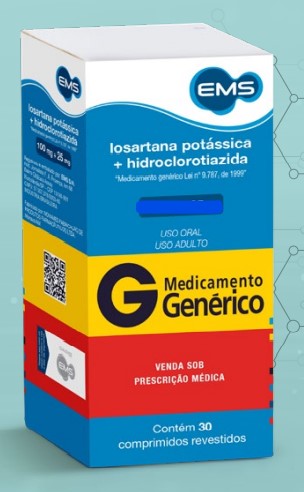 EMS
losartana potássica
+ hidroclorotiazida
"Medicamento genérico Lei nº 9.787, de 1999"
USO ORAL
USO ADULTO
G Medicamento
Genérico
VENDA SOB
PRESCRIÇÃO MÉDICA
Contém 30
comprimidos revestidos
EMS
losartana potássica
+ hidroclorotiazida
100 mg + 25 mg
EMS